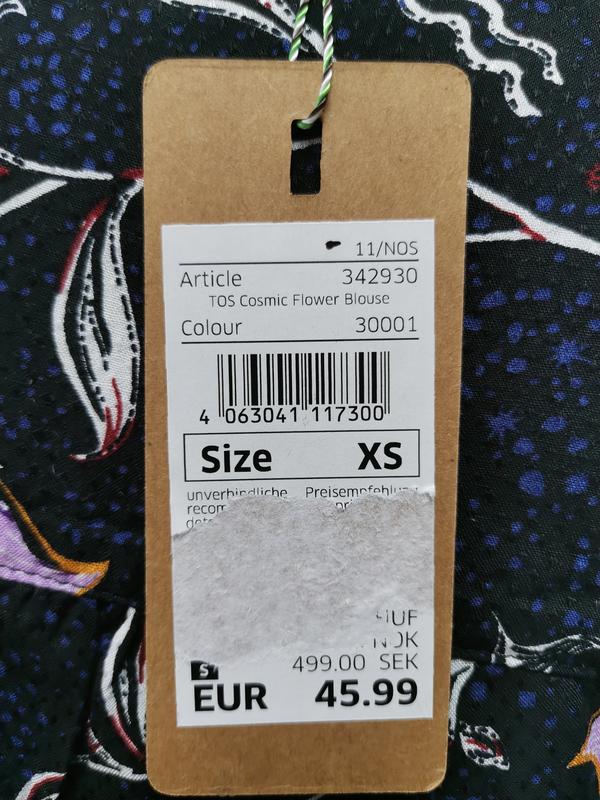 11/NOS
Article 342930
TOS Cosmic Flower Blouse
Colour 30001
4 063041 117300
Size XS
unverbindliche Preisempfehlung
HUF
NOK
499.00 SEK
EUR 45.99